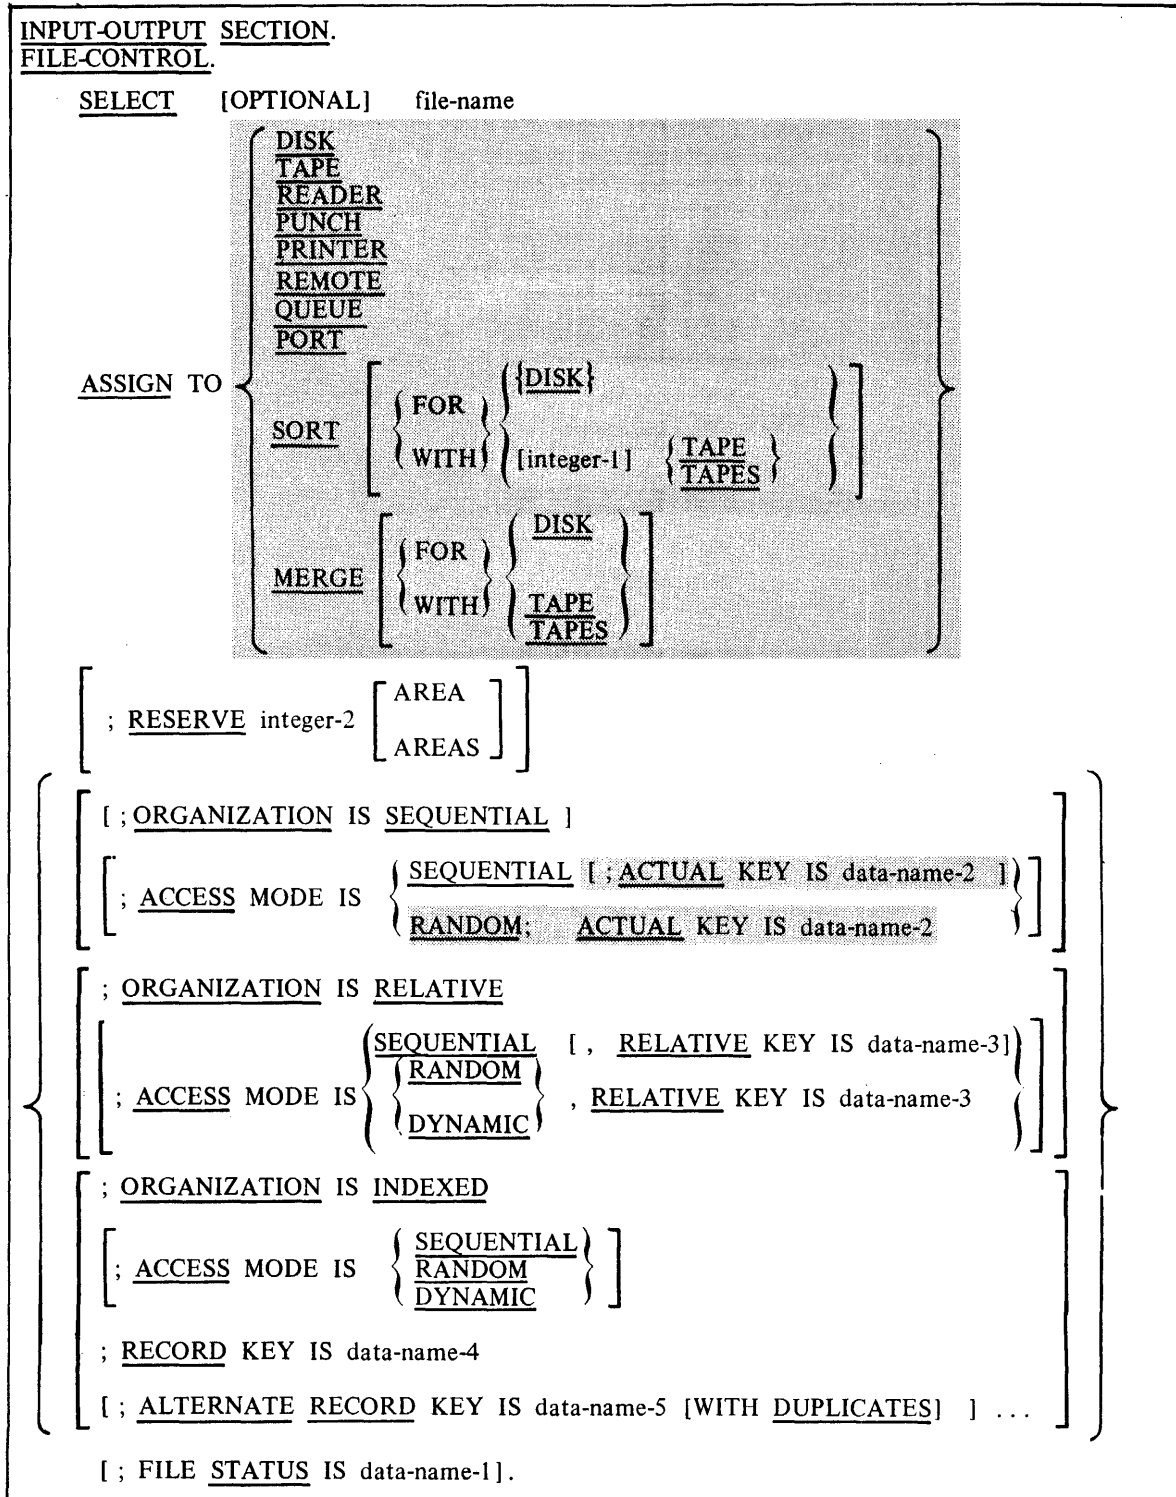 INPUT-OUTPUT SECTION.
FILE-CONTROL.
SELECT [OPTIONAL] file-name
DISK
TAPE
READER
PUNCH
PRINTER
REMOTE
QUEUE
PORT
ASSIGN TO
SORT
FOR
WITH
{DISK}
[integer-1]
TAPE
TAPES
MERGE
FOR
WITH
DISK
TAPE
TAPES
; RESERVE integer-2
AREA
AREAS
[ ; ORGANIZATION IS SEQUENTIAL ]
; ACCESS MODE IS
SEQUENTIAL [ ; ACTUAL KEY IS data-name-2 ]
RANDOM; ACTUAL KEY IS data-name-2
; ORGANIZATION IS RELATIVE
; ACCESS MODE IS
SEQUENTIAL [ , RELATIVE KEY IS data-name-3]
RANDOM
DYNAMIC
, RELATIVE KEY IS data-name-3
; ORGANIZATION IS INDEXED
; ACCESS MODE IS
SEQUENTIAL
RANDOM
DYNAMIC
; RECORD KEY IS data-name-4
[ ; ALTERNATE RECORD KEY IS data-name-5 [WITH DUPLICATES] ] ...
[ ; FILE STATUS IS data-name-1].